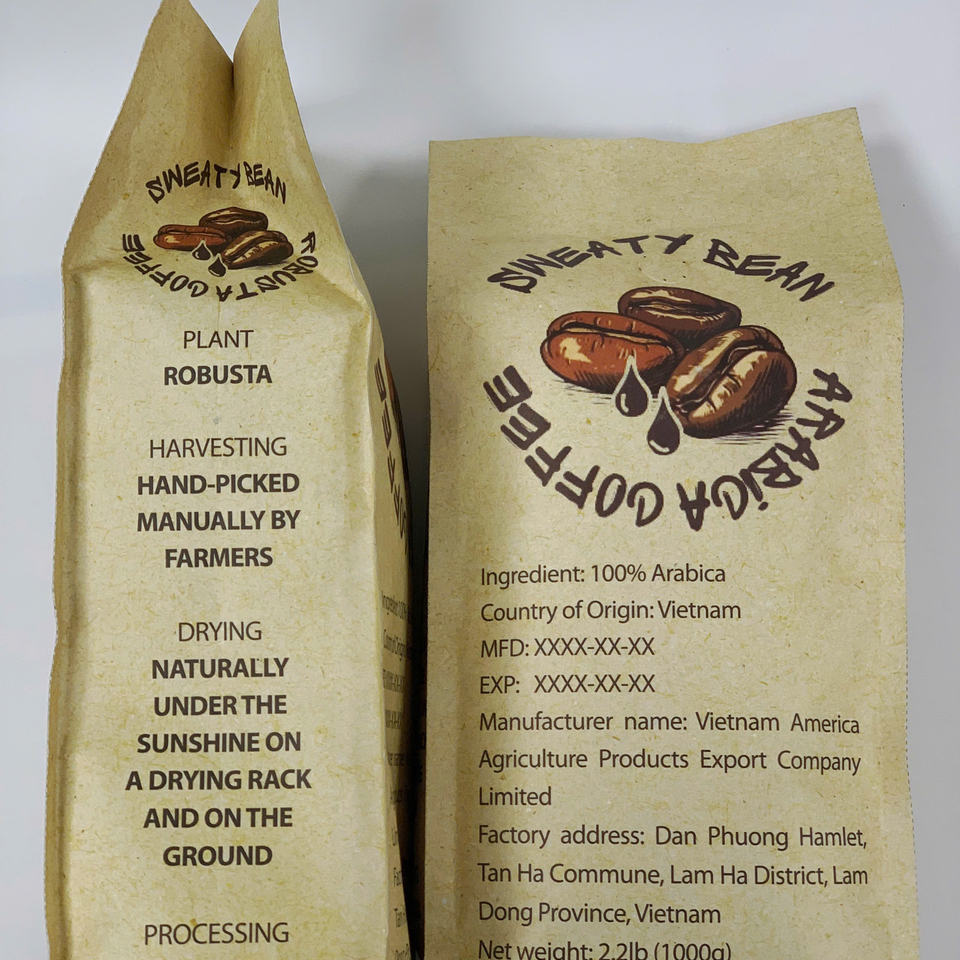 SWEATY BEAN
ROBUSTA COFFEE
PLANT
ROBUSTA
HARVESTING
HAND-PICKED
MANUALLY BY
FARMERS
DRYING
NATURALLY
UNDER THE
SUNSHINE ON
A DRYING RACK
AND ON THE
GROUND
PROCESSING
SWEATY BEAN
ARABICA COFFEE
Ingredient: 100% Arabica
Country of Origin: Vietnam
MFD: XXXX-XX-XX
EXP: XXXX-XX-XX
Manufacturer name: Vietnam America
Agriculture Products Export Company
Limited
Factory address: Dan Phuong Hamlet,
Tan Ha Commune, Lam Ha District, Lam
Dong Province, Vietnam
Net weight: 2.2lb (1000g)